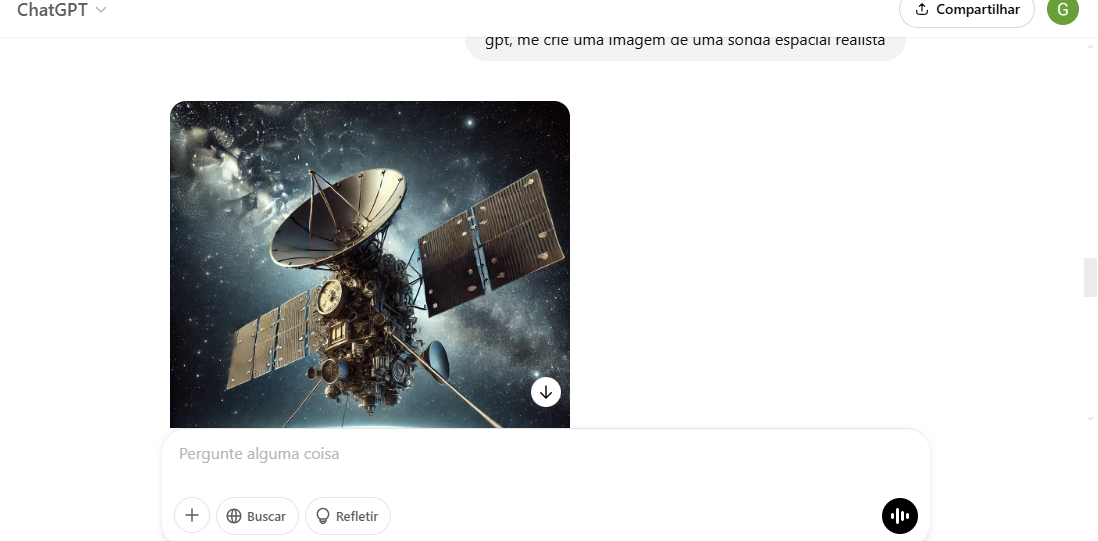 ChatGPT
Compartilhar
G
gpt, me crie uma imagem de uma sonda espacial realista
Pergunte alguma coisa
Buscar
Refletir